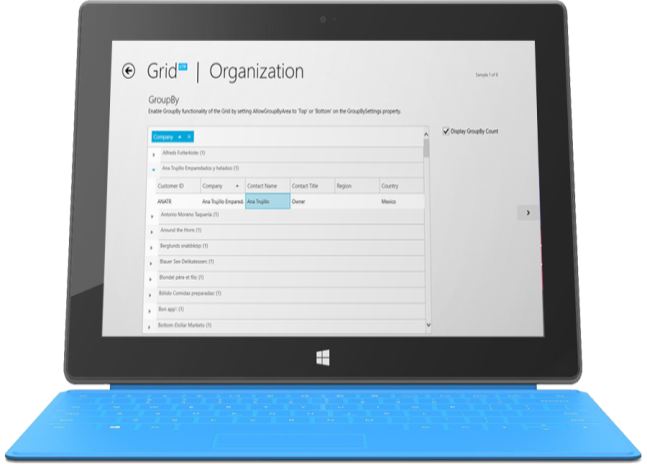 Grid CTP | Organization
Sample 1 of 8
GroupBy
Enable GroupBy functionality of the Grid by setting AllowGroupByArea to 'Top' or 'Bottom' on the GroupBySettings property.
Company
Display GroupBy Count
Alfreds Futterkiste (1)
Ana Trujillo Emparedados y helados (1)
Customer ID Company Contact Name Contact Title Region Country
ANATR Ana Trujillo Empared. Ana Trujillo Owner Mexico
Antonio Moreno Taquería (1)
Around the Horn (1)
Berglunds snabbköp (1)
Blauer See Delikatessen (1)
Blondel père et fils (1)
Bólido Comidas preparadas (1)
Bon app' (1)
Bottom-Dollar Markets (1)